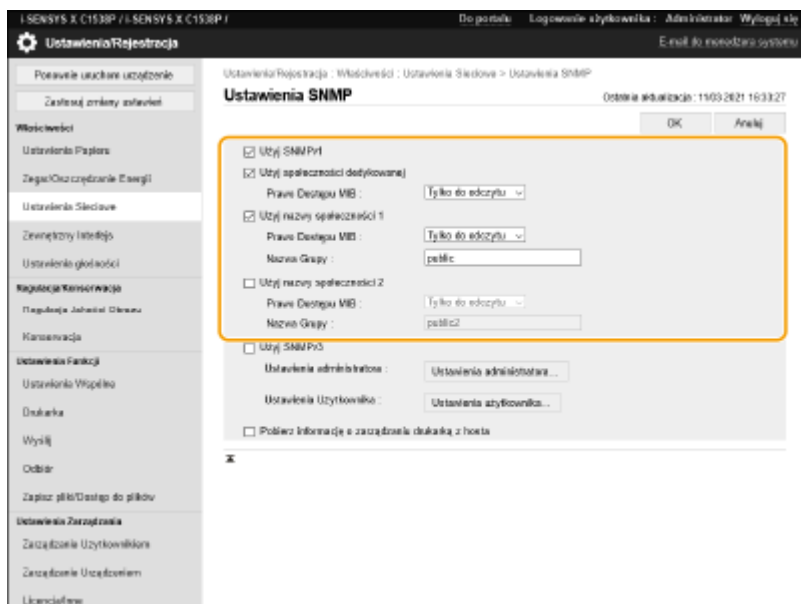 i-SENSYS X C1538P / i-SENSYS X C1538P /
Do portalu Logowanie użytkownika : Administrator Wyloguj się
Ustawienia/Rejestracja
E-mail do menedżera systemu
Ponownie uruchom urządzenie
Zastosuj zmiany ustawień
Właściwości
Ustawienia Papieru
Zegar/Oszczędzanie Energii
Ustawienia Sieciowe
Zewnętrzny Interfejs
Ustawienia głośności
Regulacja/Konserwacja
Regulacja Jakości Obrazu
Konserwacja
Ustawienia Funkcji
Ustawienia Wspólne
Drukarka
Wyślij
Odbiór
Zapisz pliki/Dostęp do plików
Ustawienia Zarządzania
Zarządzanie Użytkownikiem
Zarządzanie Urządzeniem
Licencja/Inne
Ustawienia/Rejestracja : Właściwości : Ustawienia Sieciowe > Ustawienia SNMP
Ustawienia SNMP
Ostatnia aktualizacja : 11/03 2021 16:33:27
OK Anuluj
Użyj SNMPv1
Użyj społeczności dedykowanej
Prawo Dostępu MIB : Tylko do odczytu
Użyj nazwy społeczności 1
Prawo Dostępu MIB : Tylko do odczytu
Nazwa Grupy : public
Użyj nazwy społeczności 2
Prawo Dostępu MIB : Tylko do odczytu
Nazwa Grupy : public2
Użyj SNMPv3
Ustawienia administratora : Ustawienia administratora...
Ustawienia Użytkownika : Ustawienia użytkownika...
Pobierz informację o zarządzaniu drukarką z hosta